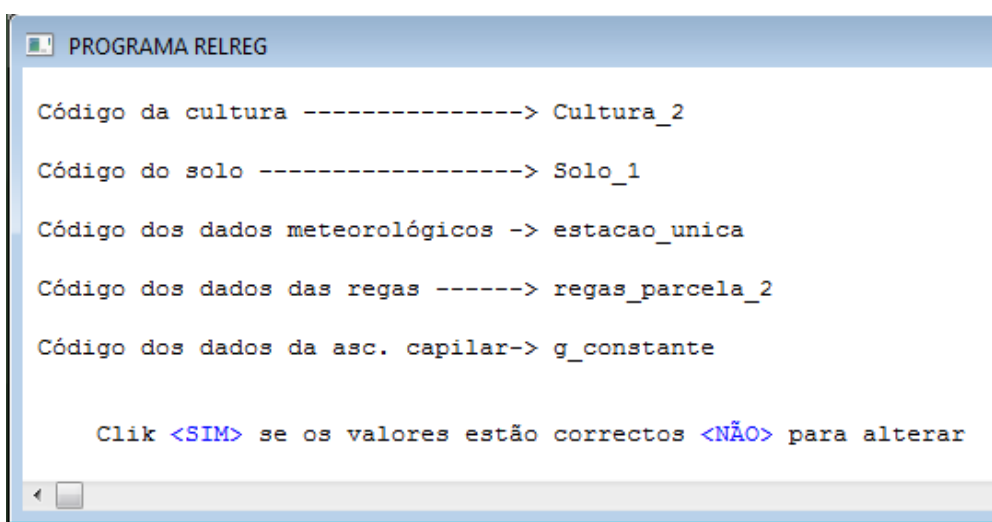 PROGRAMA RELREG
Código da cultura ---------------> Cultura_2
Código do solo ------------------> Solo_1
Código dos dados meteorológicos -> estacao_unica
Código dos dados das regas ------> regas_parcela_2
Código dos dados da asc. capilar-> g_constante
Clik <SIM> se os valores estão correctos <NÃO> para alterar